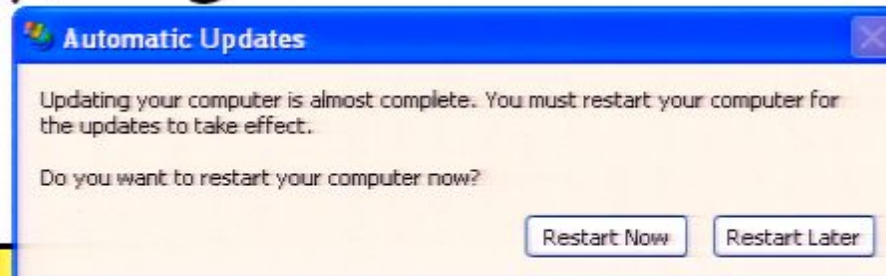 Automatic Updates
Updating your computer is almost complete. You must restart your computer for
the updates to take effect.
Do you want to restart your computer now?
Restart Now
Restart Later